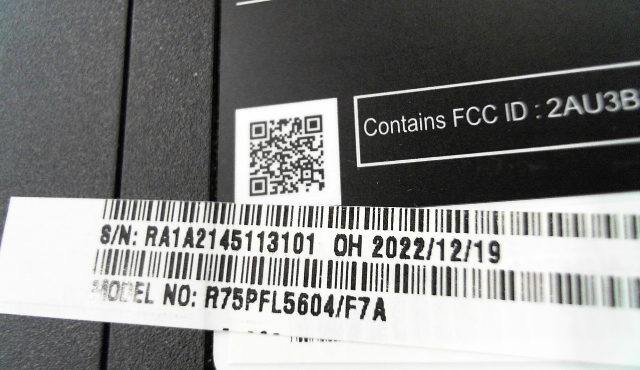 Contains FCC ID : 2AU3B
S/N: RA1A2145113101 OH 2022/12/19
MODEL NO: R75PFL5604/F7A